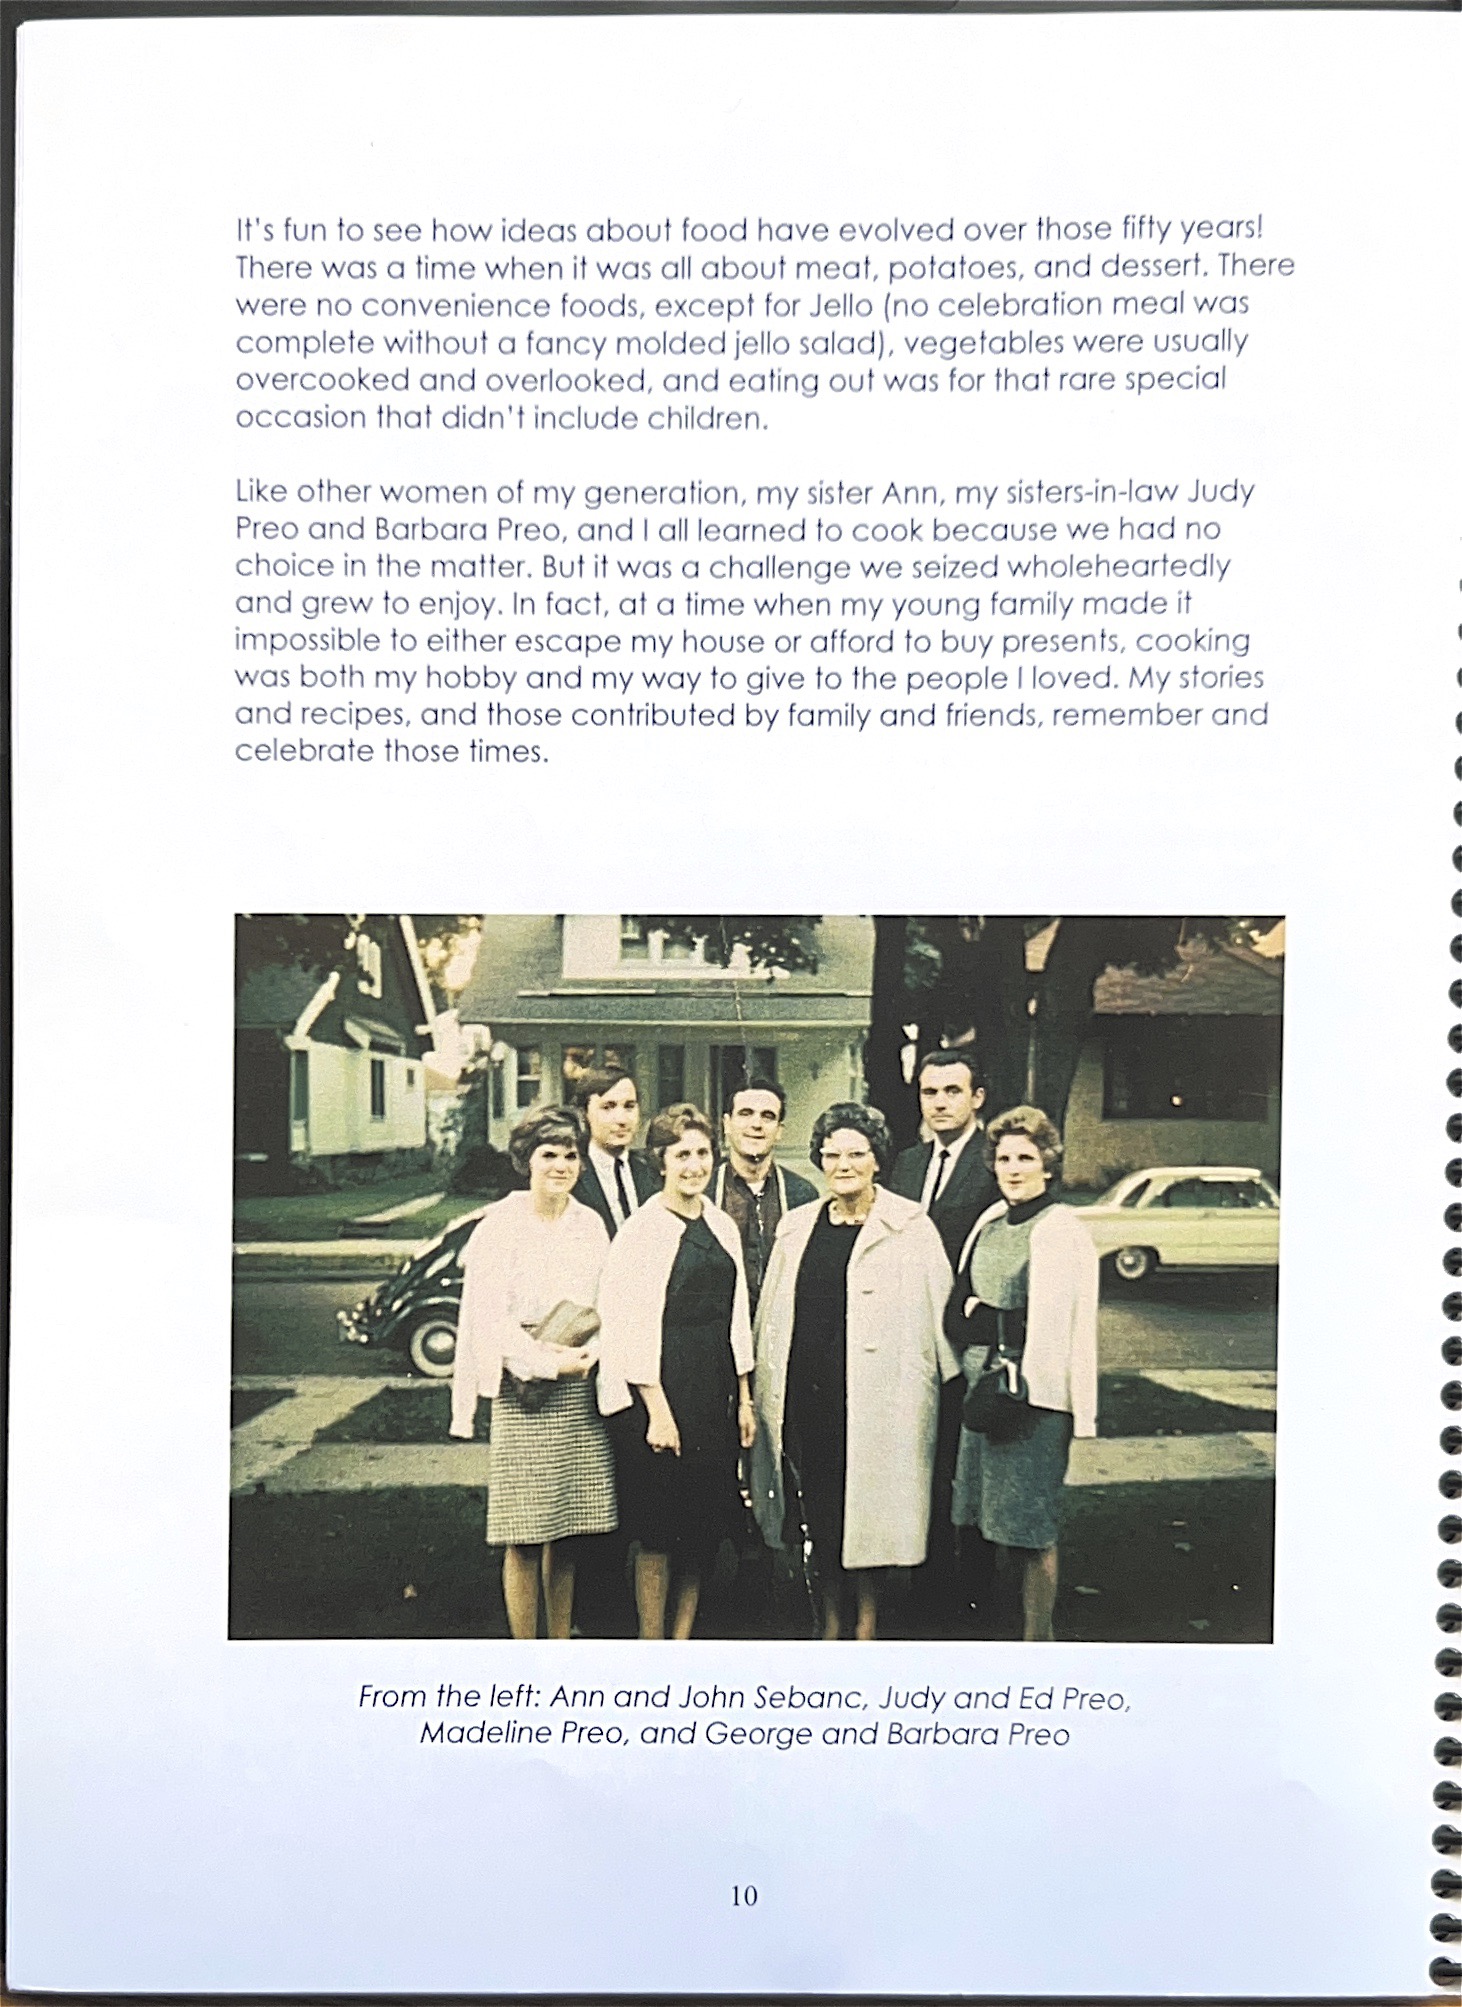 It's fun to see how ideas about food have evolved over those fifty years!
There was a time when it was all about meat, potatoes, and dessert. There
were no convenience foods, except for Jello (no celebration meal was
complete without a fancy molded jello salad), vegetables were usually
overcooked and overlooked, and eating out was for that rare special
occasion that didn't include children.
Like other women of my generation, my sister Ann, my sisters-in-law Judy
Preo and Barbara Preo, and I all learned to cook because we had no
choice in the matter. But it was a challenge we seized wholeheartedly
and grew to enjoy. In fact, at a time when my young family made it
impossible to either escape my house or afford to buy presents, cooking
was both my hobby and my way to give to the people I loved. My stories
and recipes, and those contributed by family and friends, remember and
celebrate those times.
From the left: Ann and John Sebanc, Judy and Ed Preo,
Madeline Preo, and George and Barbara Preo
10